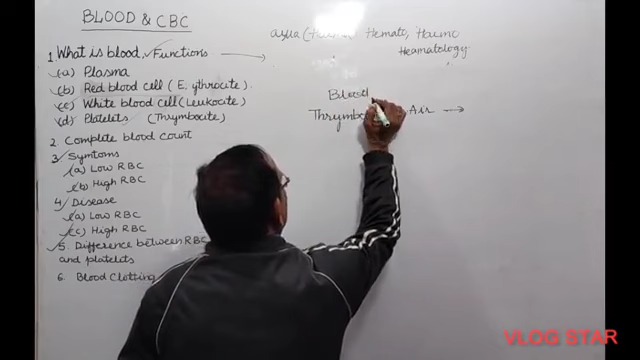 BLOOD & CBC
1 What is blood, Functions
(a) Plasma
(b) Red blood cell (E. ythrocite).
(c) White blood cell (Leukocite)
(d) Platelets (Thrymbocite)
2 Complete blood count
3 Symtoms
(a) Low RBC
(b) High RBC
4 Disease
(a) Low RBC
(c) High RBC
5. Difference between RBC
and platelets
6. Blood Clotting
Hemato, Haemo
Heamatology
Blood
Thrymbo Air
VLOG STAR